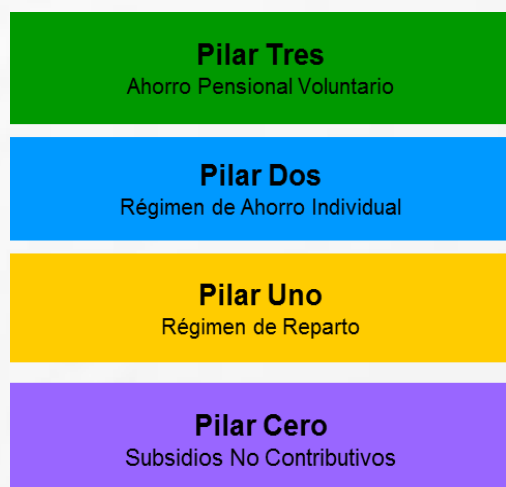 Pilar Tres
Ahorro Pensional Voluntario
Pilar Dos
Régimen de Ahorro Individual
Pilar Uno
Régimen de Reparto
Pilar Cero
Subsidios No Contributivos